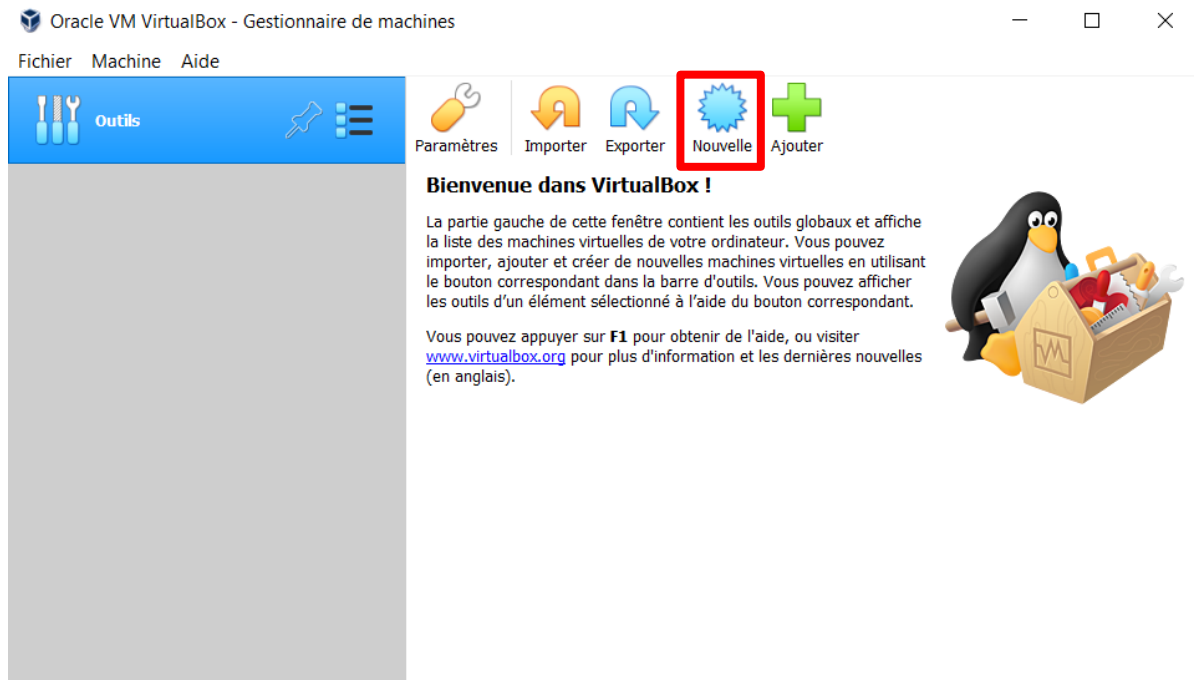 Oracle VM VirtualBox - Gestionnaire de machines
Fichier Machine Aide
Outils
Paramètres Importer Exporter Nouvelle Ajouter
Bienvenue dans VirtualBox !
La partie gauche de cette fenêtre contient les outils globaux et affiche
la liste des machines virtuelles de votre ordinateur. Vous pouvez
importer, ajouter et créer de nouvelles machines virtuelles en utilisant
le bouton correspondant dans la barre d'outils. Vous pouvez afficher
les outils d’un élément sélectionné à l’aide du bouton correspondant.
Vous pouvez appuyer sur F1 pour obtenir de l'aide, ou visiter
www.virtualbox.org pour plus d'information et les dernières nouvelles
(en anglais).